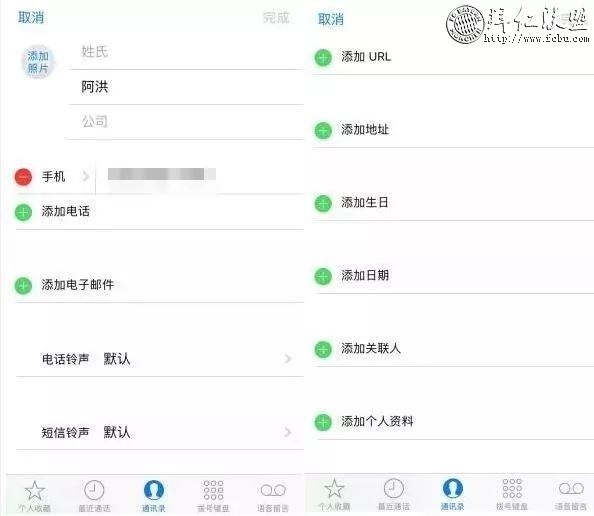 取消
完成
添加
照片
姓氏
阿洪
公司
手机
添加电话
添加电子邮件
电话铃声 默认
短信铃声 默认
个人收藏 最近通话 通讯录 拨号键盘 语音留言
取消
拜仁联盟
http://www.fcbu.com
添加 URL
添加地址
添加生日
添加日期
添加关联人
添加个人资料
个人收藏 最近通话 通讯录 拨号键盘 语音留言